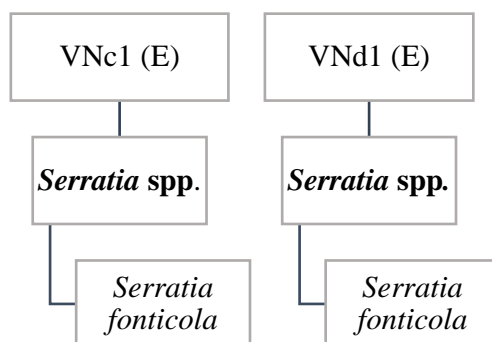 VNc1 (E)
VNd1 (E)
Serratia spp.
Serratia spp.
Serratia
fonticola
Serratia
fonticola